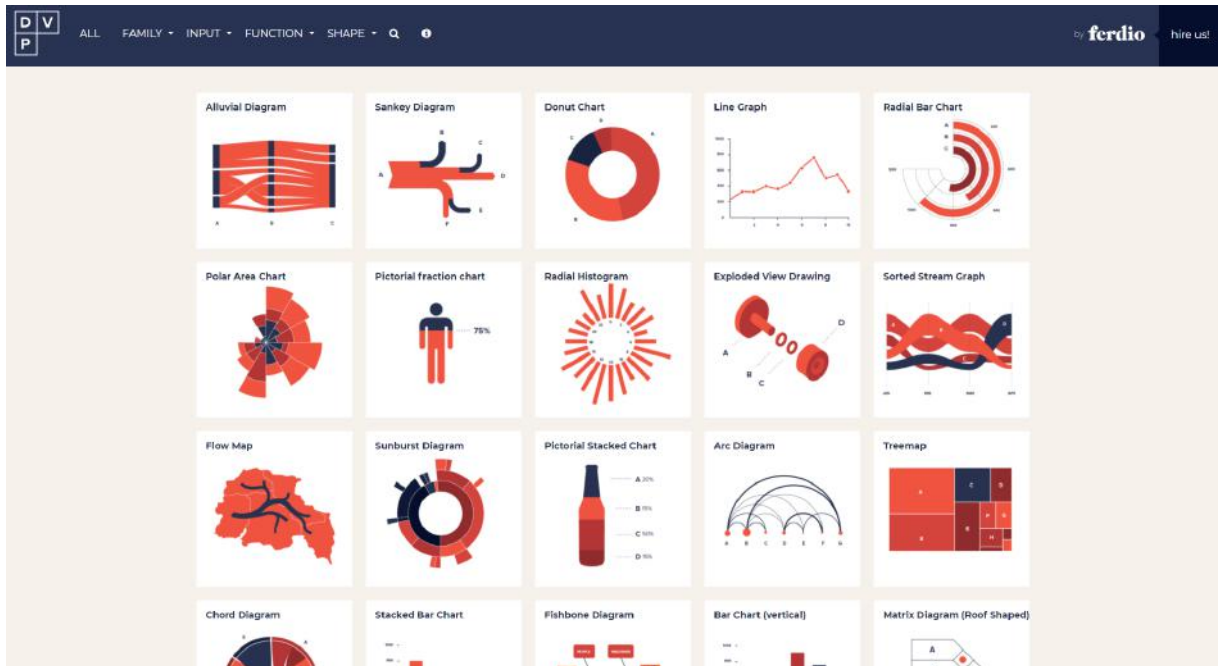 D V
P
ALL FAMILY INPUT FUNCTION SHAPE
by ferdio
hire us!
Alluvial Diagram
A B C
Sankey Diagram
B
C
A D
E
F
Donut Chart
D
C A
B
Line Graph
Radial Bar Chart
A
B
C
Polar Area Chart
Pictorial fraction chart
75%
Radial Histogram
Exploded View Drawing
D
A
B
C
Sorted Stream Graph
Flow Map
Sunburst Diagram
Pictorial Stacked Chart
A 20%
B
C
D
Arc Diagram
A B C D E F G
Treemap
C
Chord Diagram
Stacked Bar Chart
Fishbone Diagram
Bar Chart (vertical)
Matrix Diagram (Roof Shaped)
A